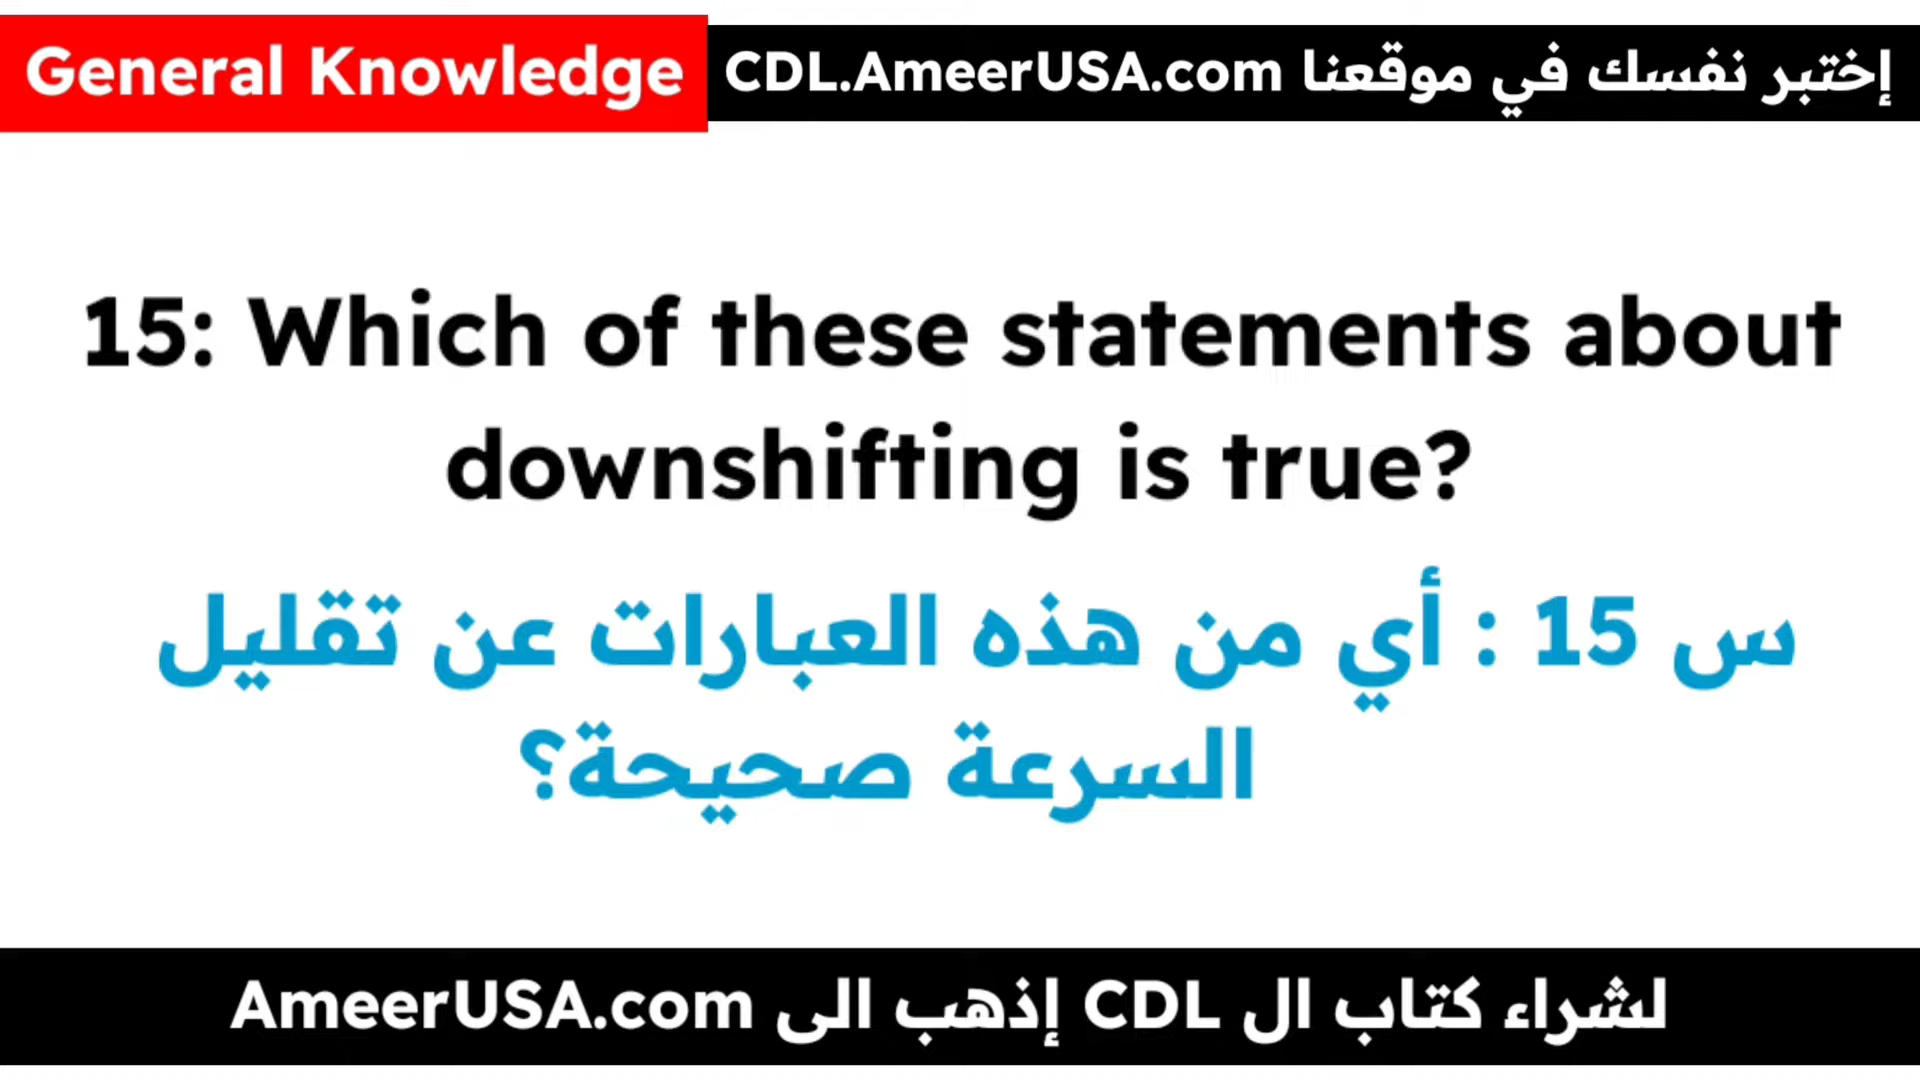 General Knowledge
إختبر نفسك في موقعنا CDL.AmeerUSA.com
15: Which of these statements about
downshifting is true?
س 15 : أي من هذه العبارات عن تقليل
السرعة صحيحة؟
لشراء كتاب ال CDL إذهب الى AmeerUSA.com